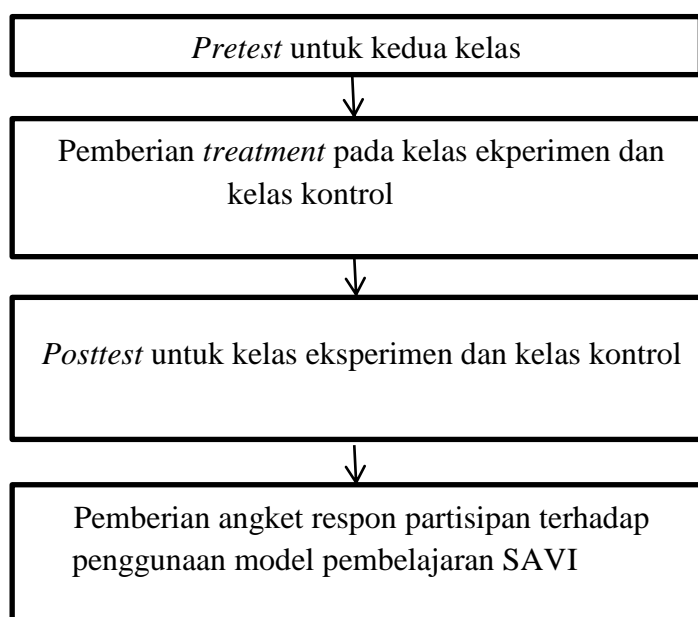 Pretest untuk kedua kelas
Pemberian treatment pada kelas ekperimen dan
kelas kontrol
Posttest untuk kelas eksperimen dan kelas kontrol
Pemberian angket respon partisipan terhadap
penggunaan model pembelajaran SAVI